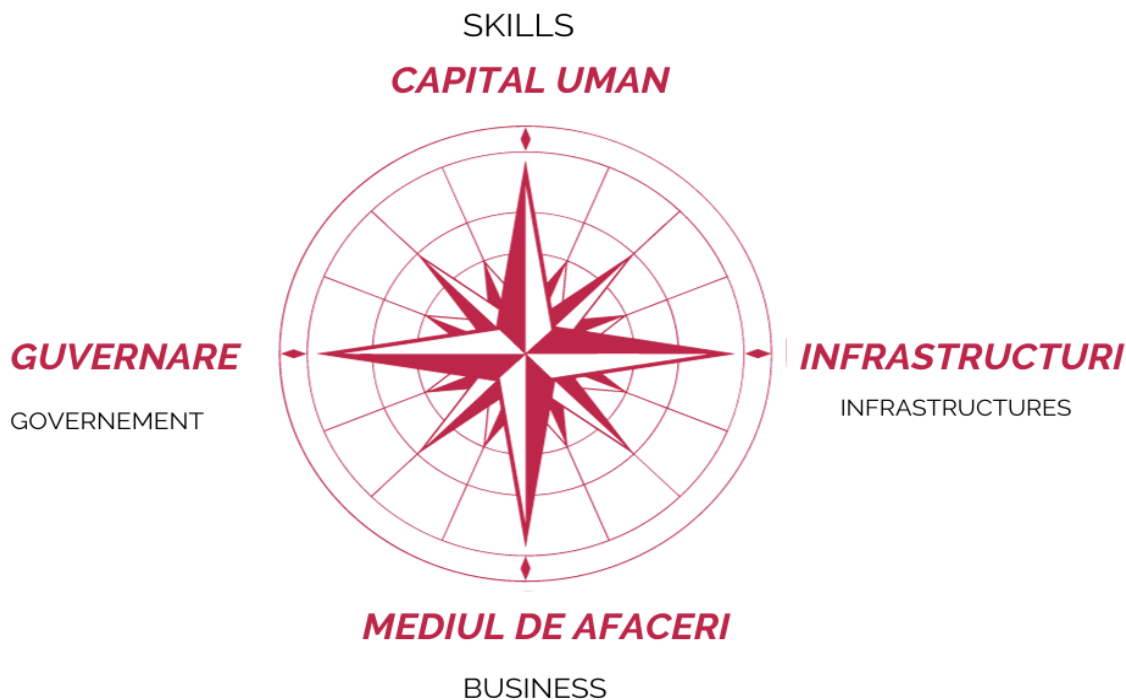 SKILLS
CAPITAL UMAN
GUVERNARE
INFRASTRUCTURI
GOVERNEMENT
INFRASTRUCTURES
MEDIUL DE AFACERI
BUSINESS